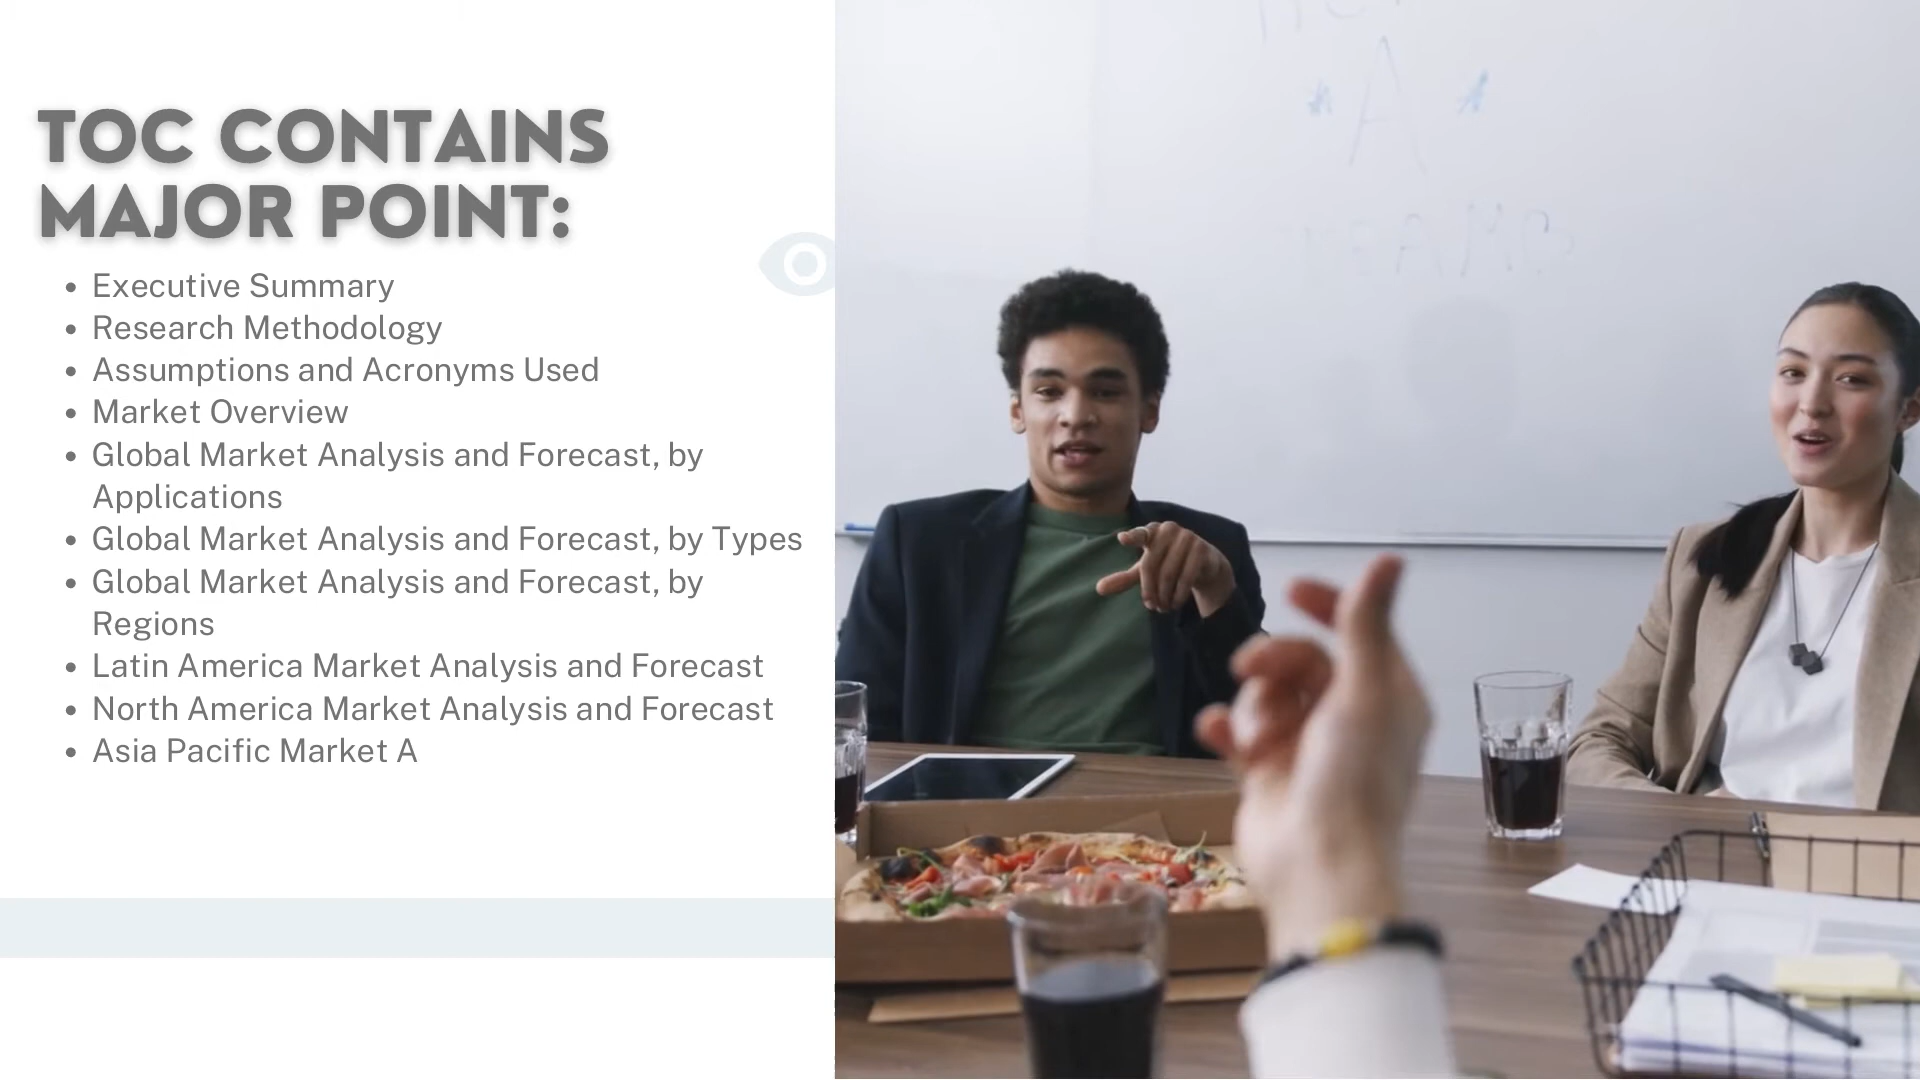 TOC CONTAINS
MAJOR POINT:
• Executive Summary
• Research Methodology
• Assumptions and Acronyms Used
• Market Overview
• Global Market Analysis and Forecast, by
Applications
• Global Market Analysis and Forecast, by Types
• Global Market Analysis and Forecast, by
Regions
• Latin America Market Analysis and Forecast
• North America Market Analysis and Forecast
• Asia Pacific Market A
A
TEAMS